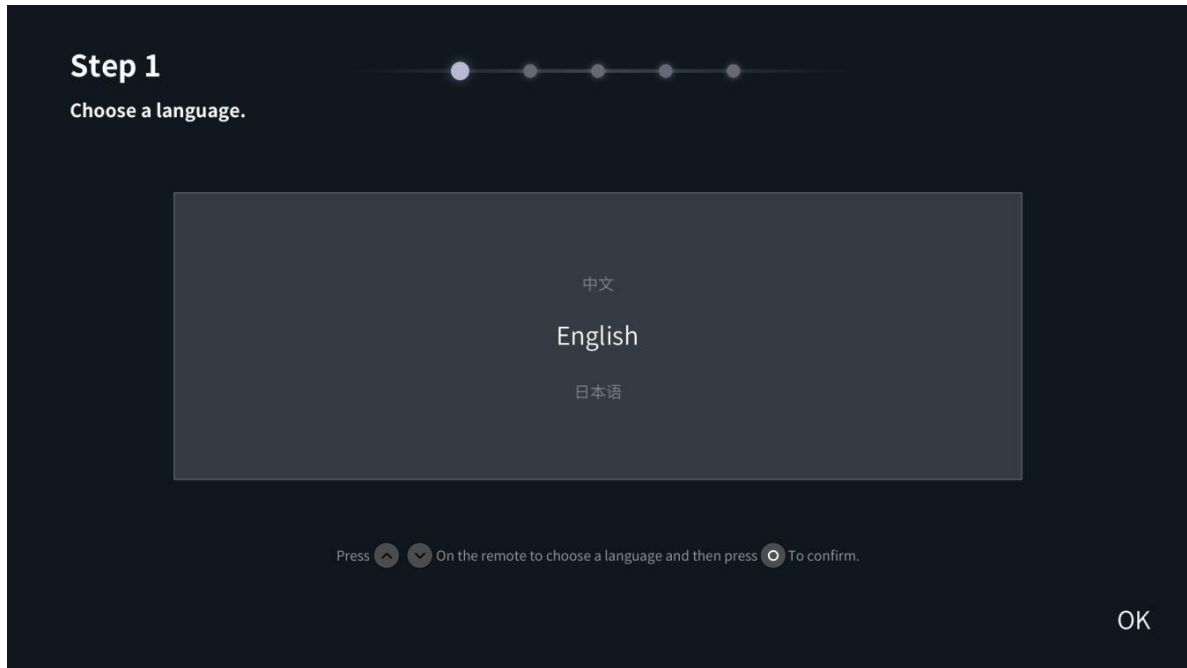 Step 1
Choose a language.
中文
English
日本语
Press On the remote to choose a language and then press To confirm.
OK